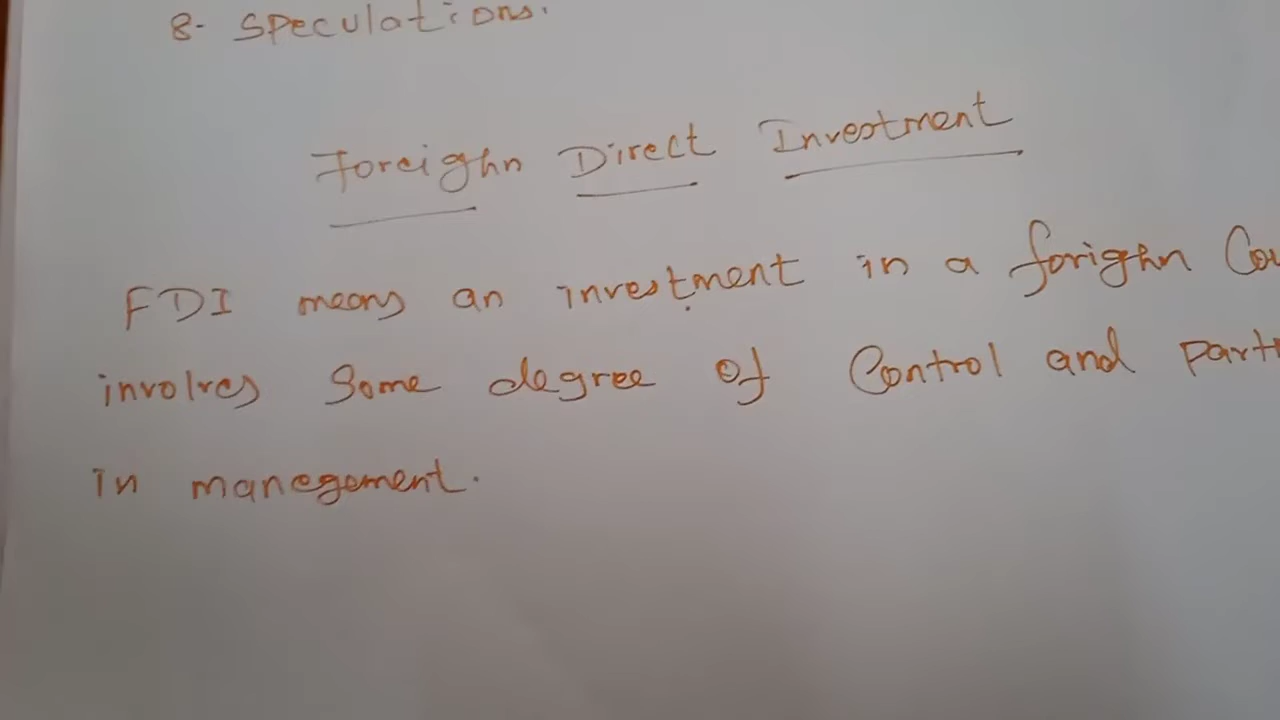 8- Speculations.
Foreighn Direct Investment
FDI means an investment in a forighn
involves Some degree of Control and
in manegement.